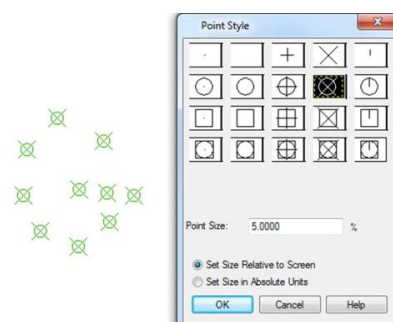 Point Style
Point Size: 5.0000 %
Set Size Relative to Screen
Set Size in Absolute Units
OK Cancel Help